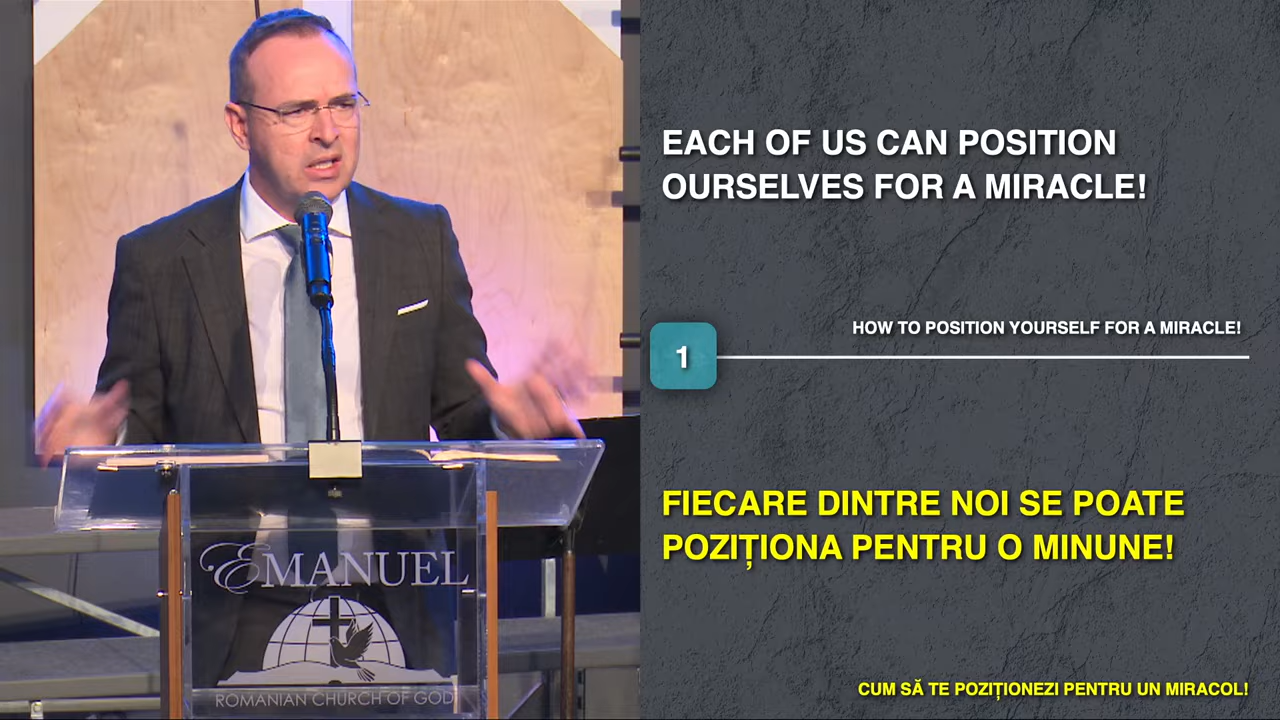 EMANUEL
ROMANIAN CHURCH OF GOD
EACH OF US CAN POSITION
OURSELVES FOR A MIRACLE!
HOW TO POSITION YOURSELF FOR A MIRACLE!
1
FIECARE DINTRE NOI SE POATE
POZIȚIONA PENTRU O MINUNE!
CUM SĂ TE POZIȚIONEZI PENTRU UN MIRACOL!